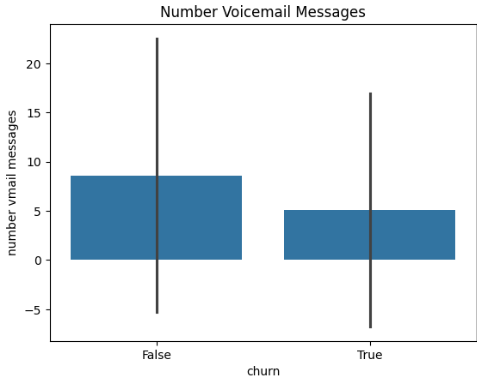 Number Voicemail Messages
number vmail messages
20
15
10
5
0
−5
False
True
churn